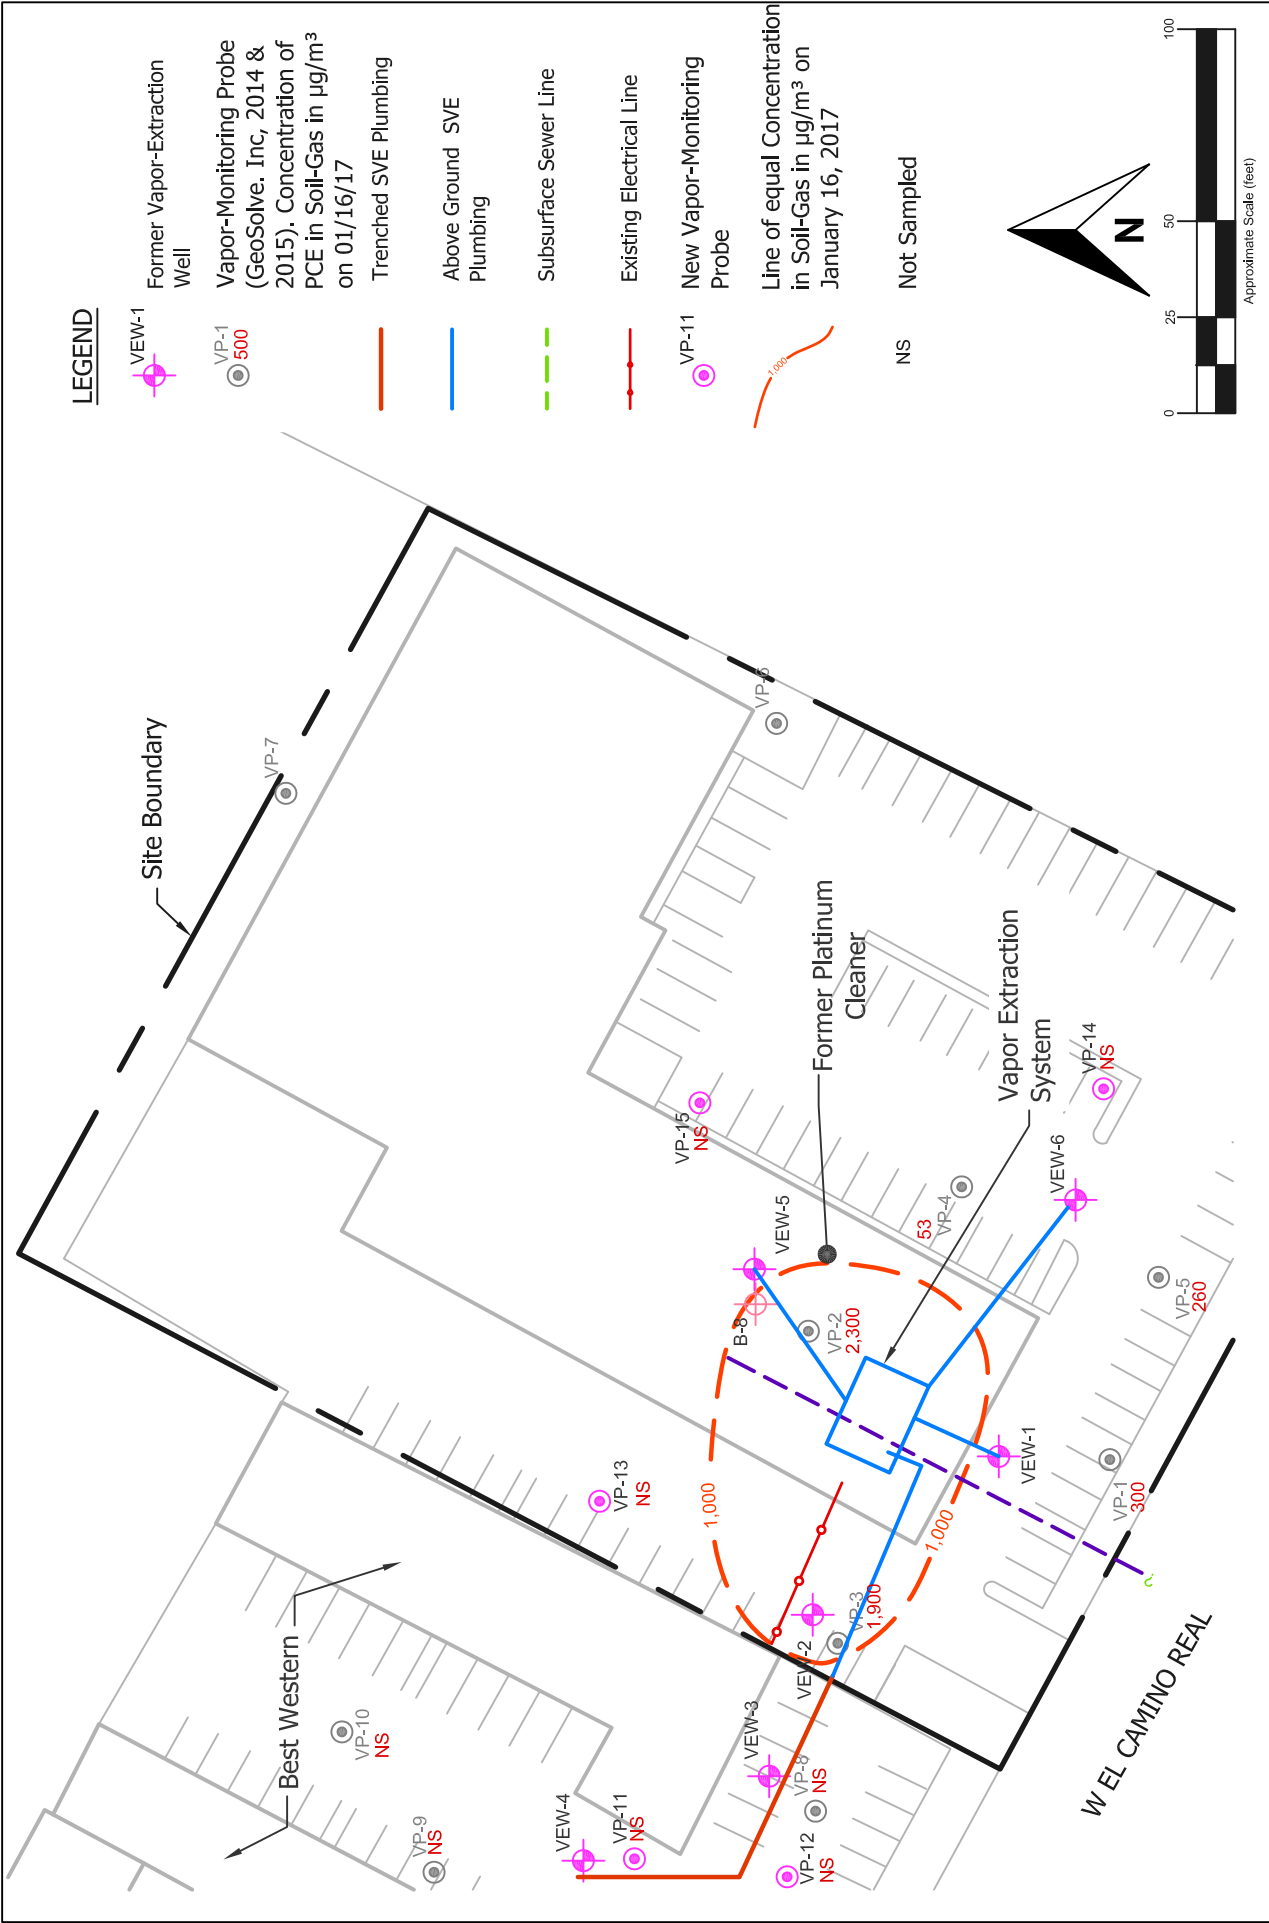 LEGEND
VEW-1
Former Vapor-Extraction
Well
VP-1
500
Vapor-Monitoring Probe
(GeoSolve. Inc, 2014 &
2015). Concentration of
PCE in Soil-Gas in µg/m³
on 01/16/17
Trenched SVE Plumbing
Above Ground SVE
Plumbing
Subsurface Sewer Line
Existing Electrical Line
VP-11
New Vapor-Monitoring
Probe
1,000
Line of equal Concentration
in Soil-Gas in µg/m³ on
January 16, 2017
NS
Not Sampled
N
0
25
50
100
Approximate Scale (feet)
Site Boundary
VP-7
VP-6
Best Western
VP-10
NS
VP-9
NS
VEW-4
VP-11
NS
VP-12
NS
VEW-3
VP-8
NS
VEW-2
VP-3
1,900
VP-13
NS
1,000
1,000
B-8
VEW-5
VP-2
2,300
VP-15
NS
Former Platinum
Cleaner
Vapor Extraction
System
53
VP-4
VEW-6
VP-14
NS
VP-5
260
VEW-1
VP-1
300
?
W EL CAMINO REAL